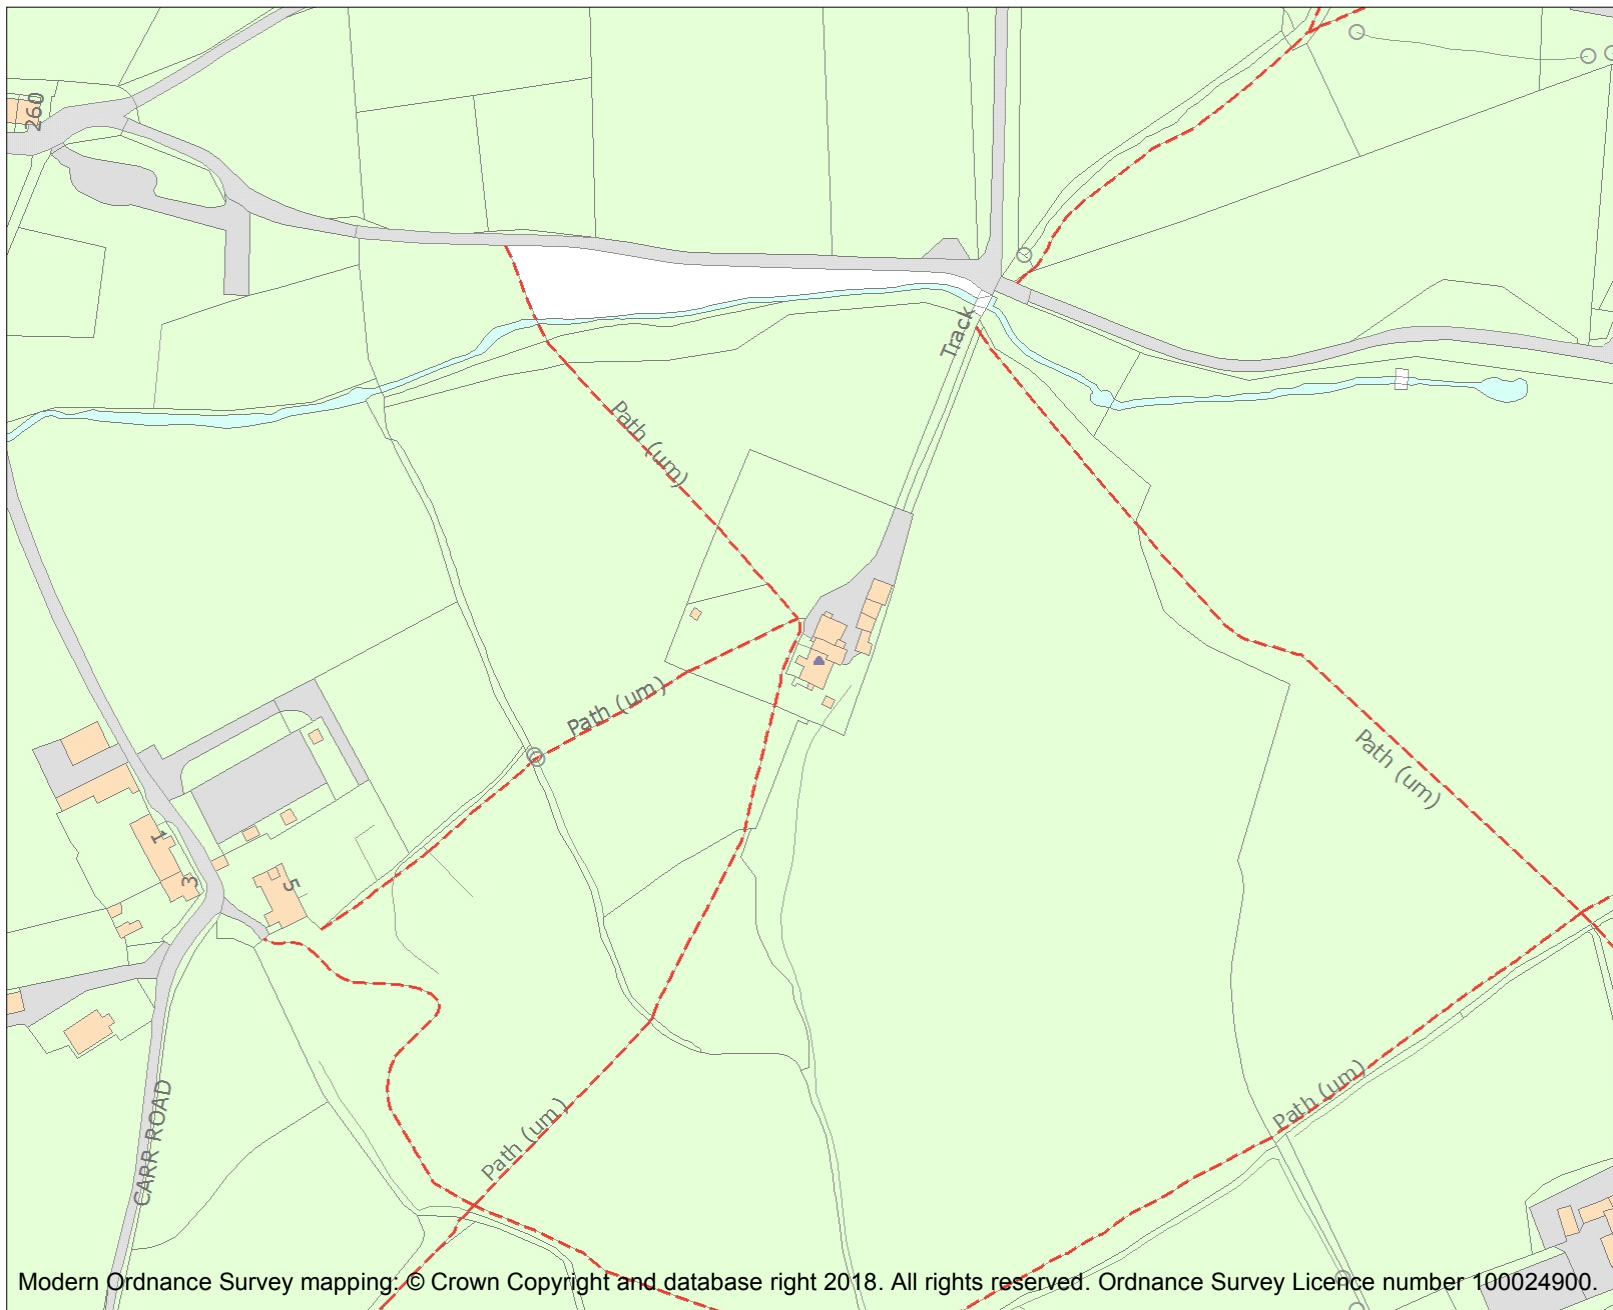 260
Track
Path (um)
Path (um)
Path (um)
1
3
5
Path (um)
Path (um)
CARR ROAD
Modern Ordnance Survey mapping: © Crown Copyright and database right 2018. All rights reserved. Ordnance Survey Licence number 100024900.